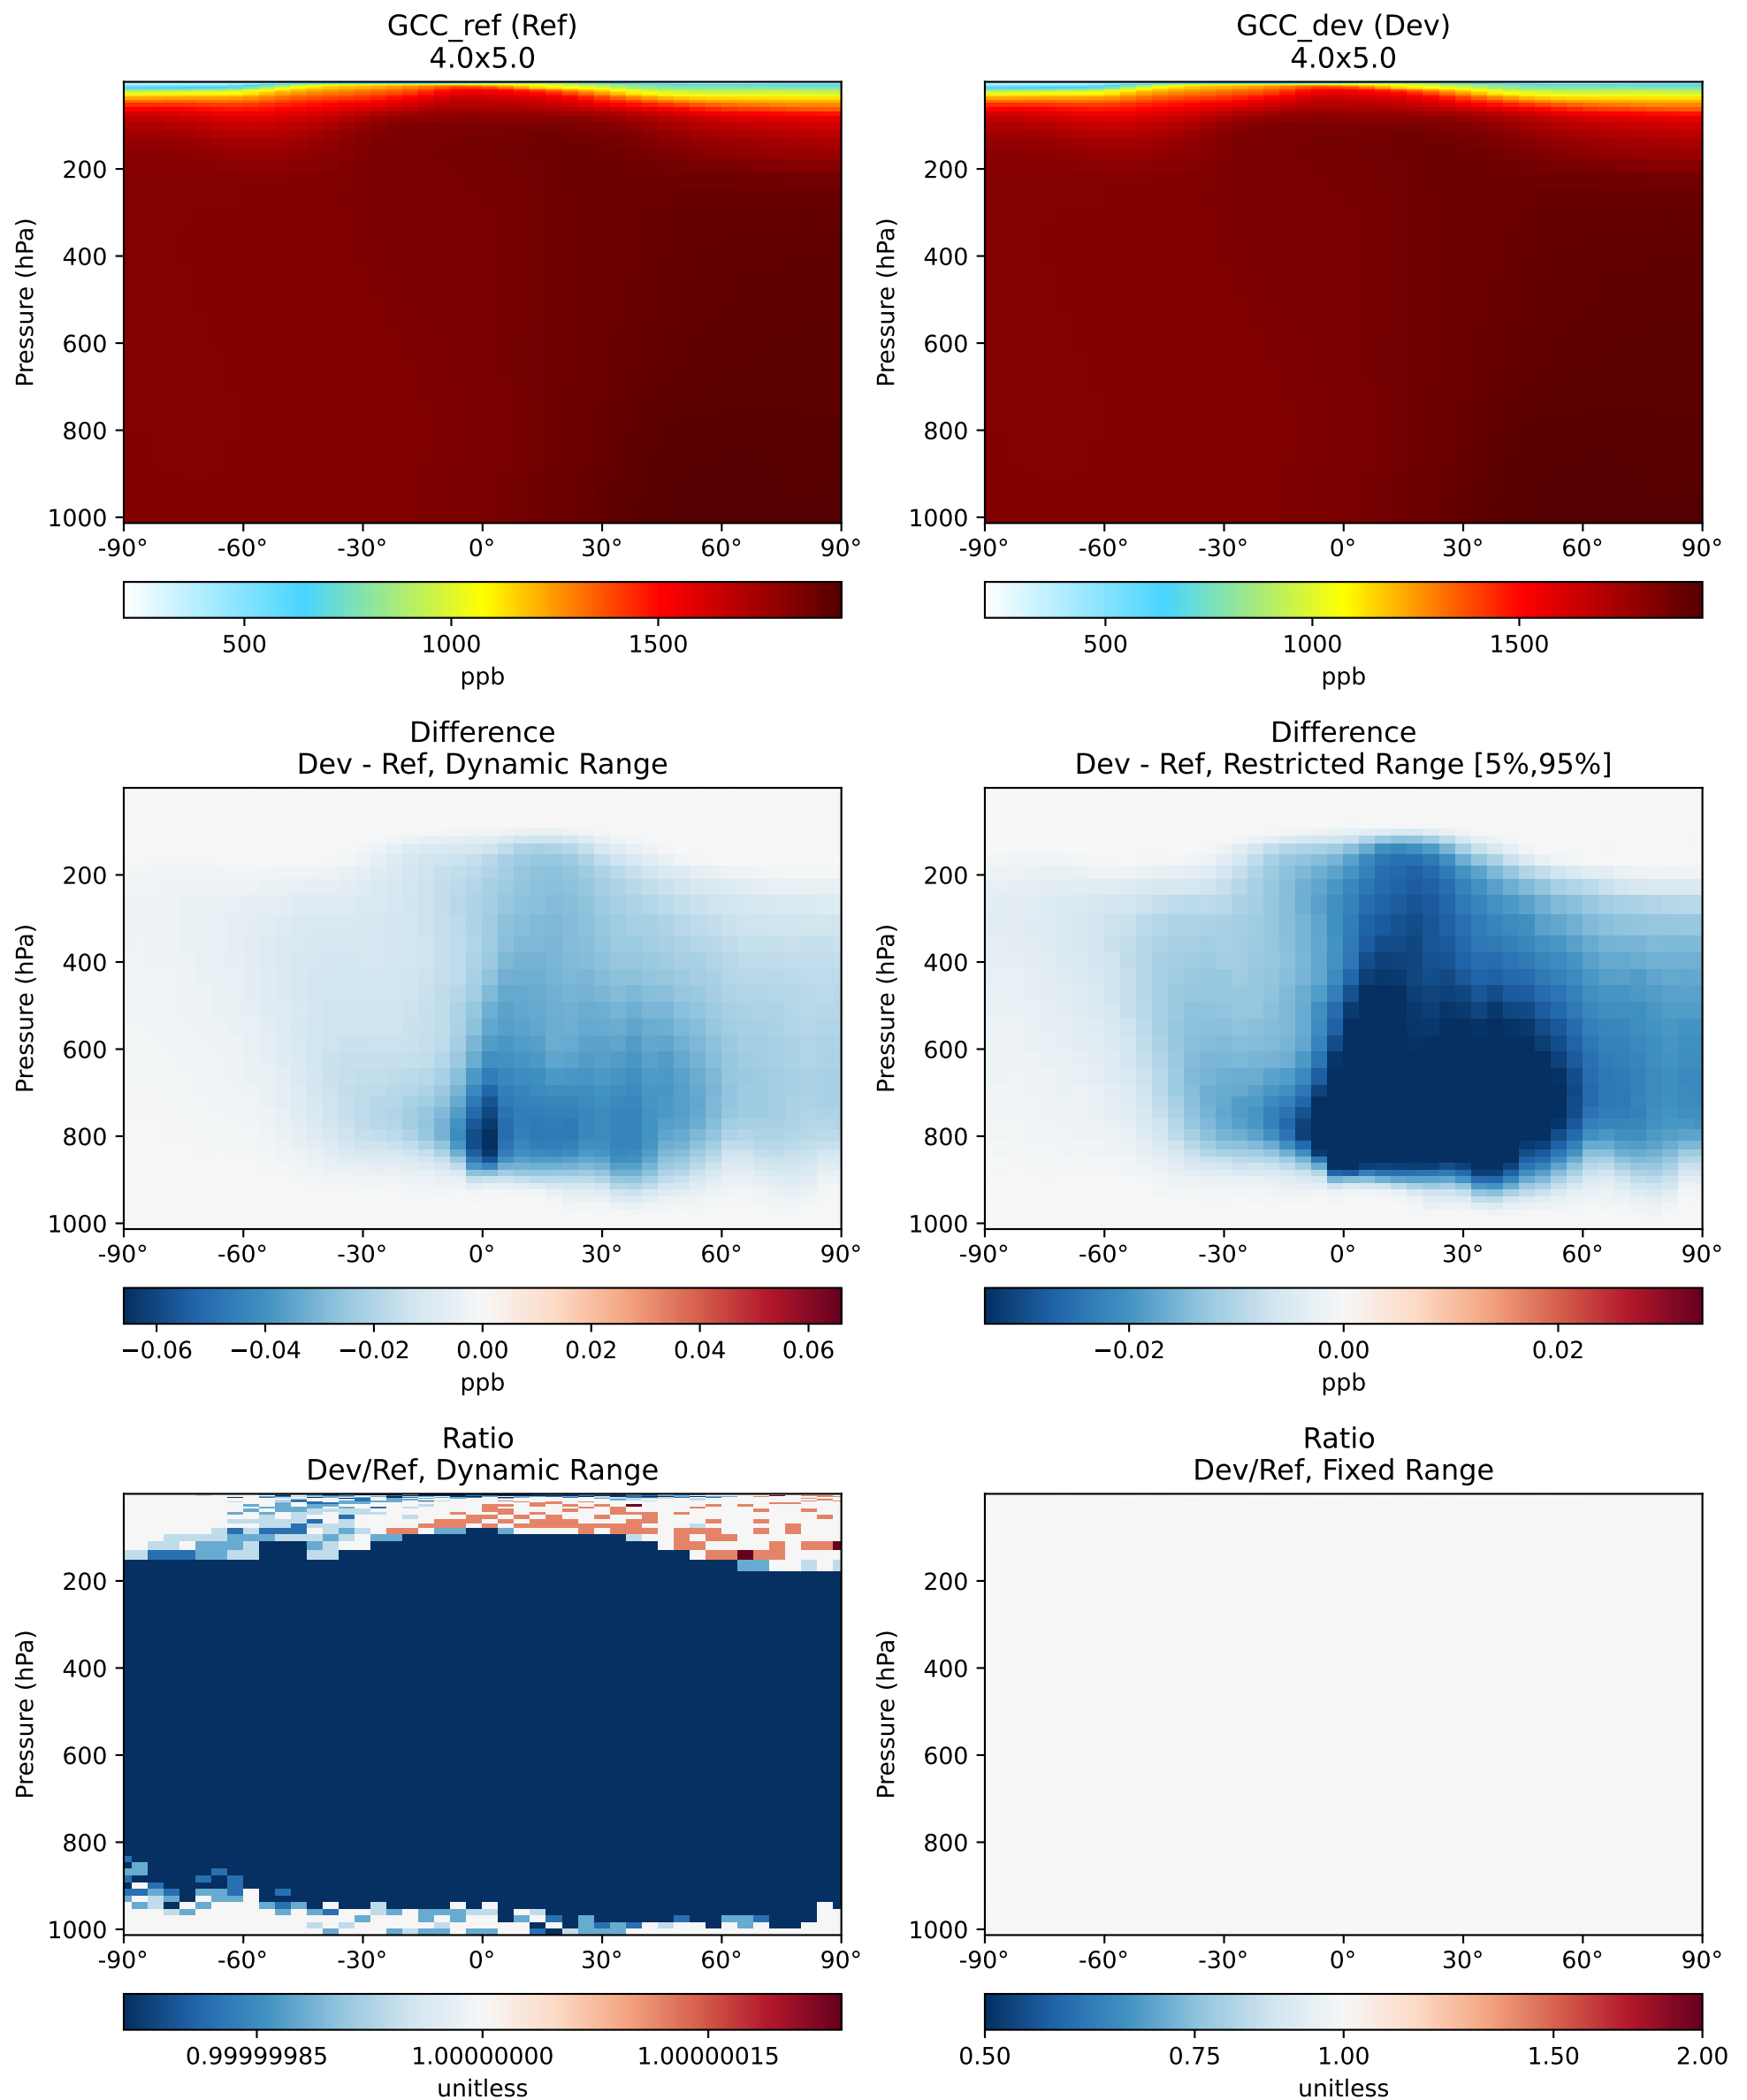 GCC_ref (Ref)
4.0x5.0
GCC_dev (Dev)
4.0x5.0
Pressure (hPa)
200
400
600
800
1000
-90° -60° -30° 0° 30° 60° 90°
500 1000 1500
ppb
Pressure (hPa)
200
400
600
800
1000
-90° -60° -30° 0° 30° 60° 90°
500 1000 1500
ppb
Difference
Dev - Ref, Dynamic Range
Difference
Dev - Ref, Restricted Range [5%,95%]
Pressure (hPa)
200
400
600
800
1000
-90° -60° -30° 0° 30° 60° 90°
−0.06 −0.04 −0.02 0.00 0.02 0.04 0.06
ppb
Pressure (hPa)
200
400
600
800
1000
-90° -60° -30° 0° 30° 60° 90°
−0.02 0.00 0.02
ppb
Ratio
Dev/Ref, Dynamic Range
Ratio
Dev/Ref, Fixed Range
Pressure (hPa)
200
400
600
800
1000
-90° -60° -30° 0° 30° 60° 90°
0.99999985 1.00000000 1.00000015
unitless
Pressure (hPa)
200
400
600
800
1000
-90° -60° -30° 0° 30° 60° 90°
0.50 0.75 1.00 1.50 2.00
unitless